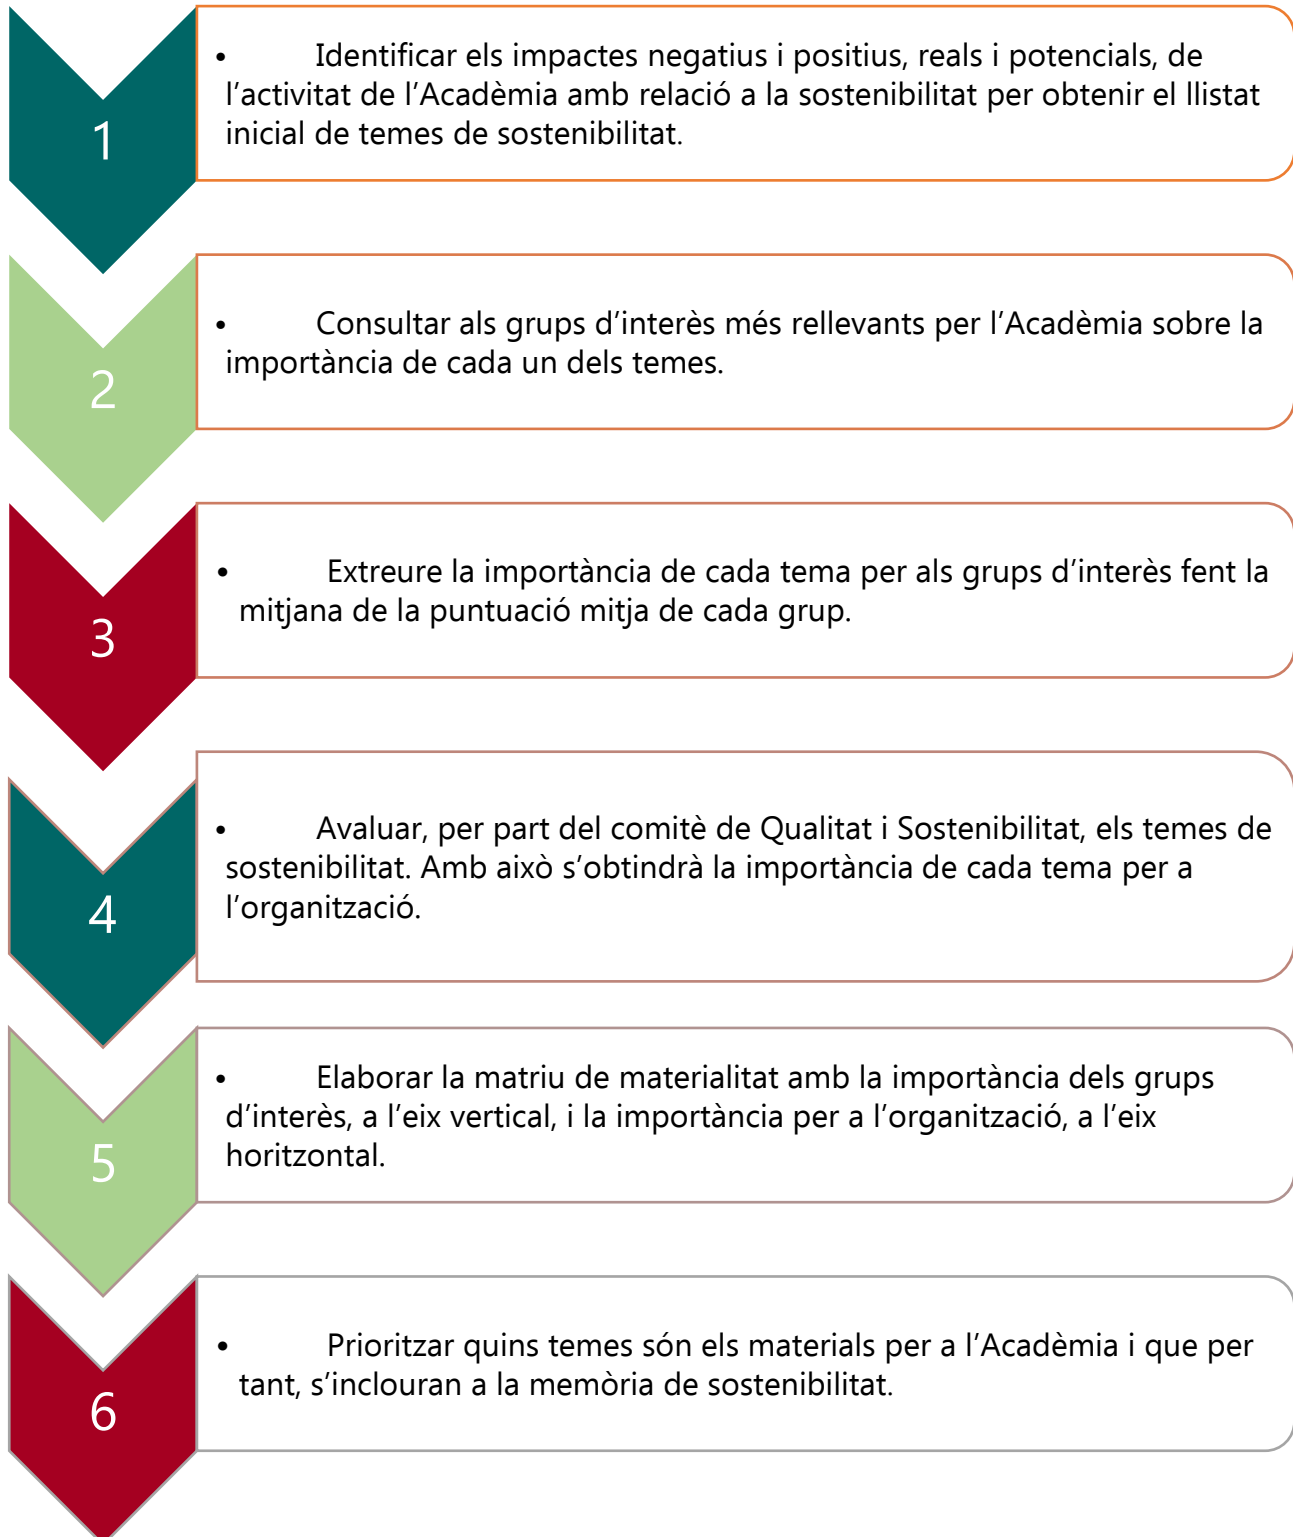 1
• Identificar els impactes negatius i positius, reals i potencials, de
l’activitat de l’Acadèmia amb relació a la sostenibilitat per obtenir el llistat
inicial de temes de sostenibilitat.
2
• Consultar als grups d’interès més rellevants per l’Acadèmia sobre la
importància de cada un dels temes.
3
• Extreure la importància de cada tema per als grups d’interès fent la
mitjana de la puntuació mitja de cada grup.
4
• Avaluar, per part del comitè de Qualitat i Sostenibilitat, els temes de
sostenibilitat. Amb això s’obtindrà la importància de cada tema per a
l’organització.
5
• Elaborar la matriu de materialitat amb la importància dels grups
d’interès, a l’eix vertical, i la importància per a l’organització, a l’eix
horitzontal.
6
• Prioritzar quins temes són els materials per a l’Acadèmia i que per
tant, s’inclouran a la memòria de sostenibilitat.